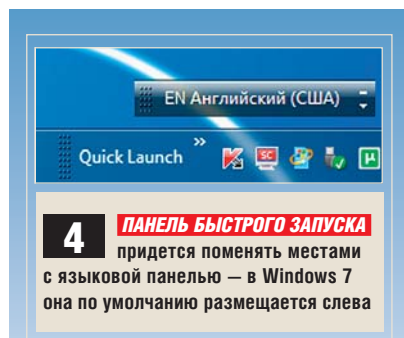 EN Английский (США)
Quick Launch »
SC
µ
4
ПАНЕЛЬ БЫСТРОГО ЗАПУСКА
придется поменять местами
с языковой панелью — в Windows 7
она по умолчанию размещается слева